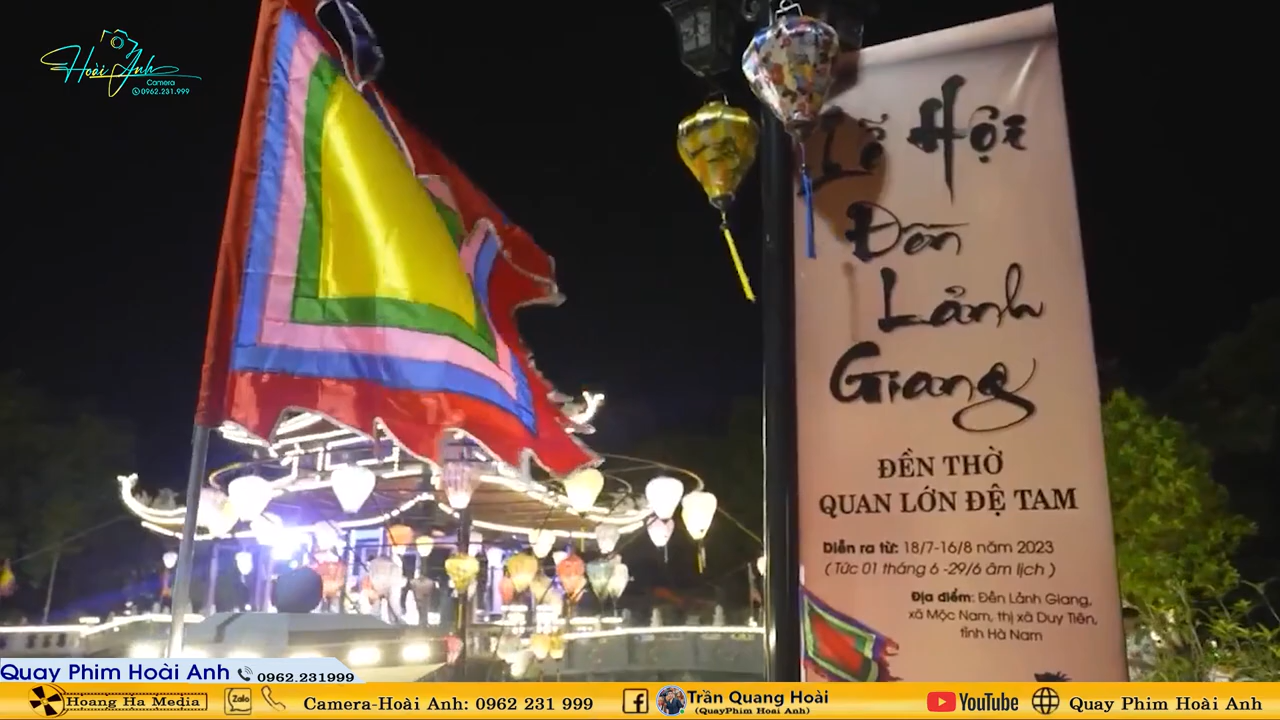 Hoài Anh
Camera
0962.231.999
Lễ Hội
Đền
Lảnh
Giang
ĐỀN THỜ
QUAN LỚN ĐỆ TAM
Diễn ra từ: 18/7-16/8 năm 2023
( Tức 01 tháng 6 -29/6 âm lịch )
Địa điểm: Đền Lảnh Giang,
xã Mộc Nam, thị xã Duy Tiên,
tỉnh Hà Nam
Quay Phim Hoài Anh 0962.231999
Hoang Ha Media
Zalo
Camera-Hoài Anh: 0962 231 999
Trần Quang Hoài
(QuayPhim Hoai Anh)
YouTube
Quay Phim Hoài Anh